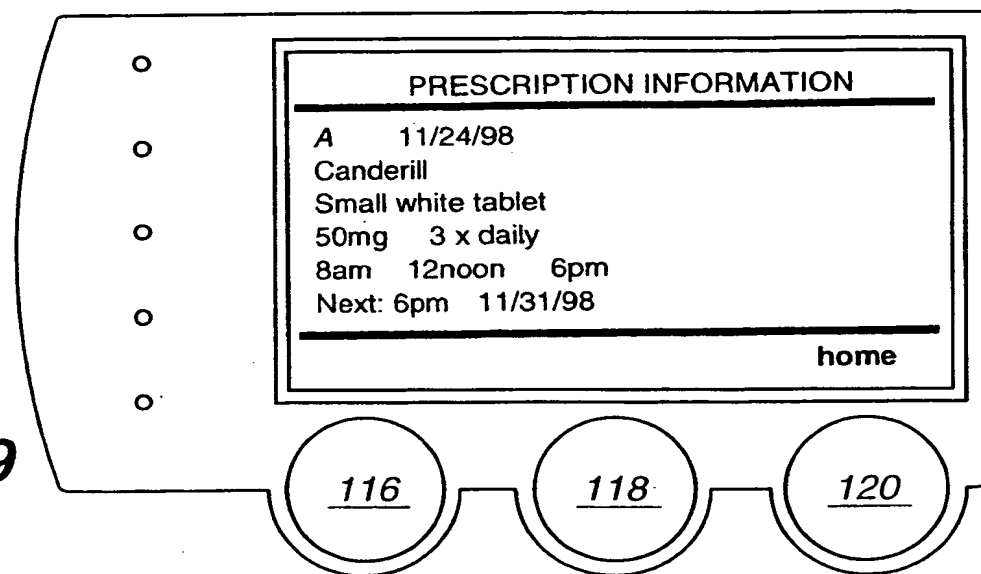 PRESCRIPTION INFORMATION
A 11/24/98
Canderill
Small white tablet
50mg 3 x daily
8am 12noon 6pm
Next: 6pm 11/31/98
home
9
116 118 120